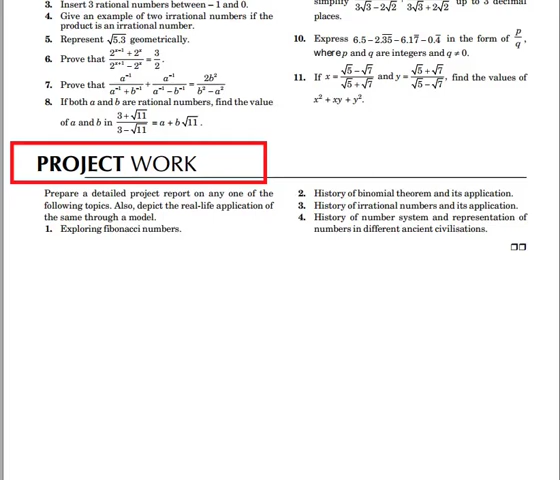 3. Insert 3 rational numbers between – 1 and 0.
4. Give an example of two irrational numbers if the
product is an irrational number.
5. Represent √5.3 geometrically.
6. Prove that (2ˣ⁻¹ + 2ˣ)/(2ˣ⁺¹ – 2ˣ) = 3/2.
7. Prove that a⁻¹/(a⁻¹ + b⁻¹) + a⁻¹/(a⁻¹ – b⁻¹) = 2b²/(b² – a²)
8. If both a and b are rational numbers, find the value
of a and b in (3 + √11)/(3 – √11) = a + b√11.
simplify /(3√3 – 2√2) , /(3√3 + 2√2) up to 3 decimal
places.
10. Express 6.5 – 2.3̅5̅ – 6.17̅ – 0.4̅ in the form of p/q,
where p and q are integers and q ≠ 0.
11. If x = (√5 – √7)/(√5 + √7) and y = (√5 + √7)/(√5 – √7), find the values of
x² + xy + y².
PROJECT WORK
Prepare a detailed project report on any one of the
following topics. Also, depict the real-life application of
the same through a model.
1. Exploring fibonacci numbers.
2. History of binomial theorem and its application.
3. History of irrational numbers and its application.
4. History of number system and representation of
numbers in different ancient civilisations.